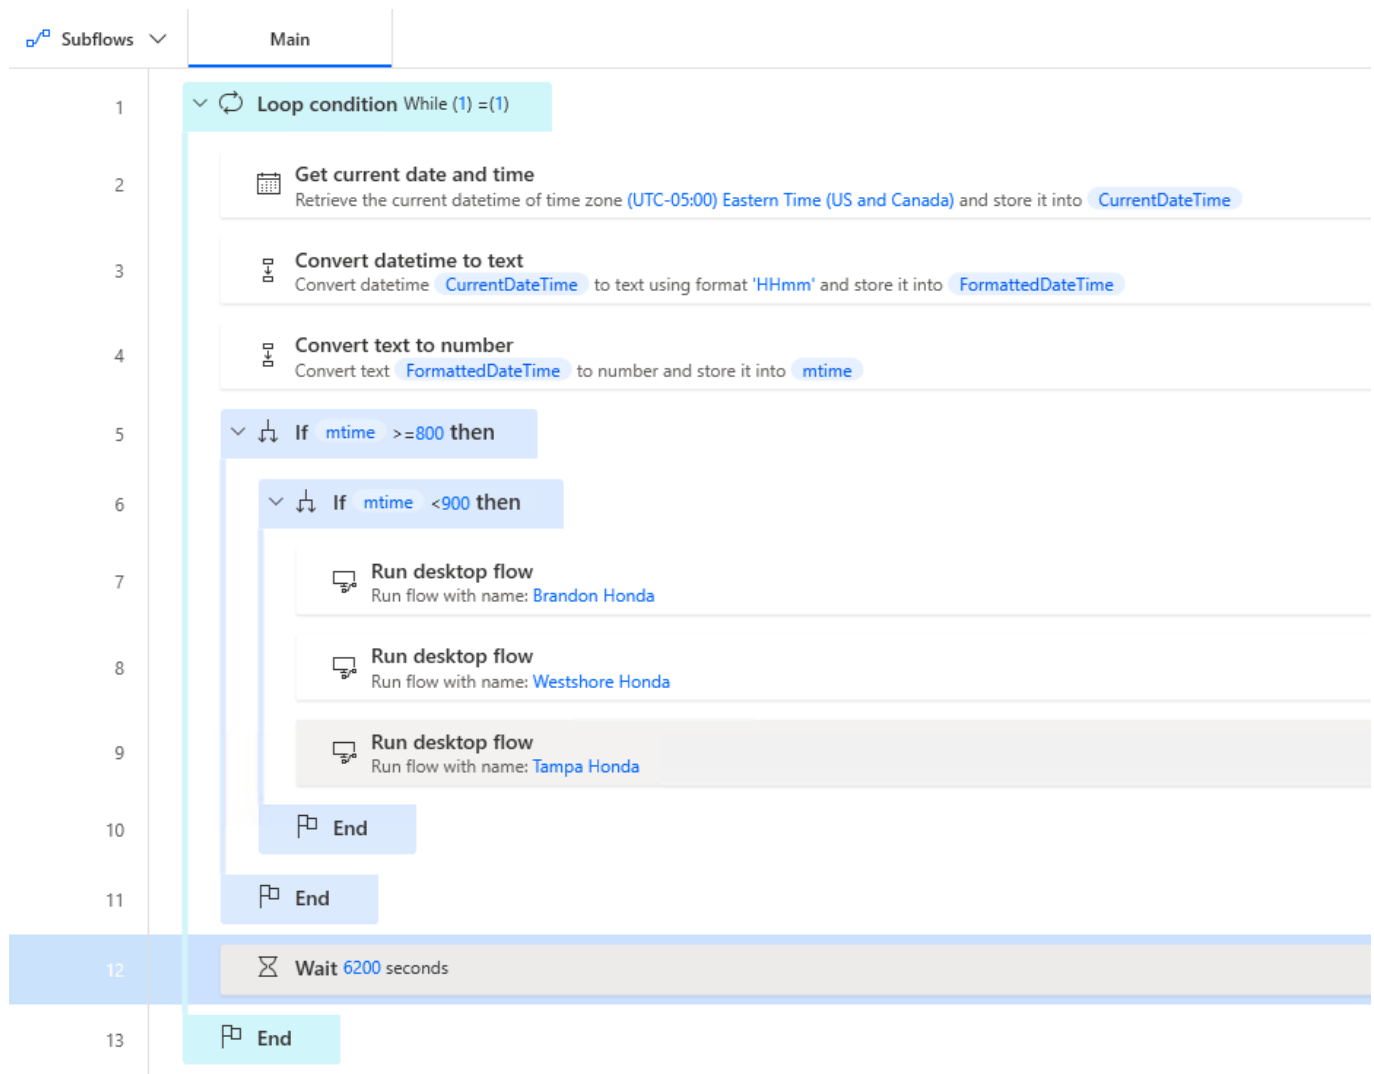 Subflows
Main
1
Loop condition While (1) =(1)
2
Get current date and time
Retrieve the current datetime of time zone (UTC-05:00) Eastern Time (US and Canada) and store it into CurrentDateTime
3
Convert datetime to text
Convert datetime CurrentDateTime to text using format 'HHmm' and store it into FormattedDateTime
4
Convert text to number
Convert text FormattedDateTime to number and store it into mtime
5
If mtime >=800 then
6
If mtime <900 then
7
Run desktop flow
Run flow with name: Brandon Honda
8
Run desktop flow
Run flow with name: Westshore Honda
9
Run desktop flow
Run flow with name: Tampa Honda
10
End
11
End
12
Wait 6200 seconds
13
End